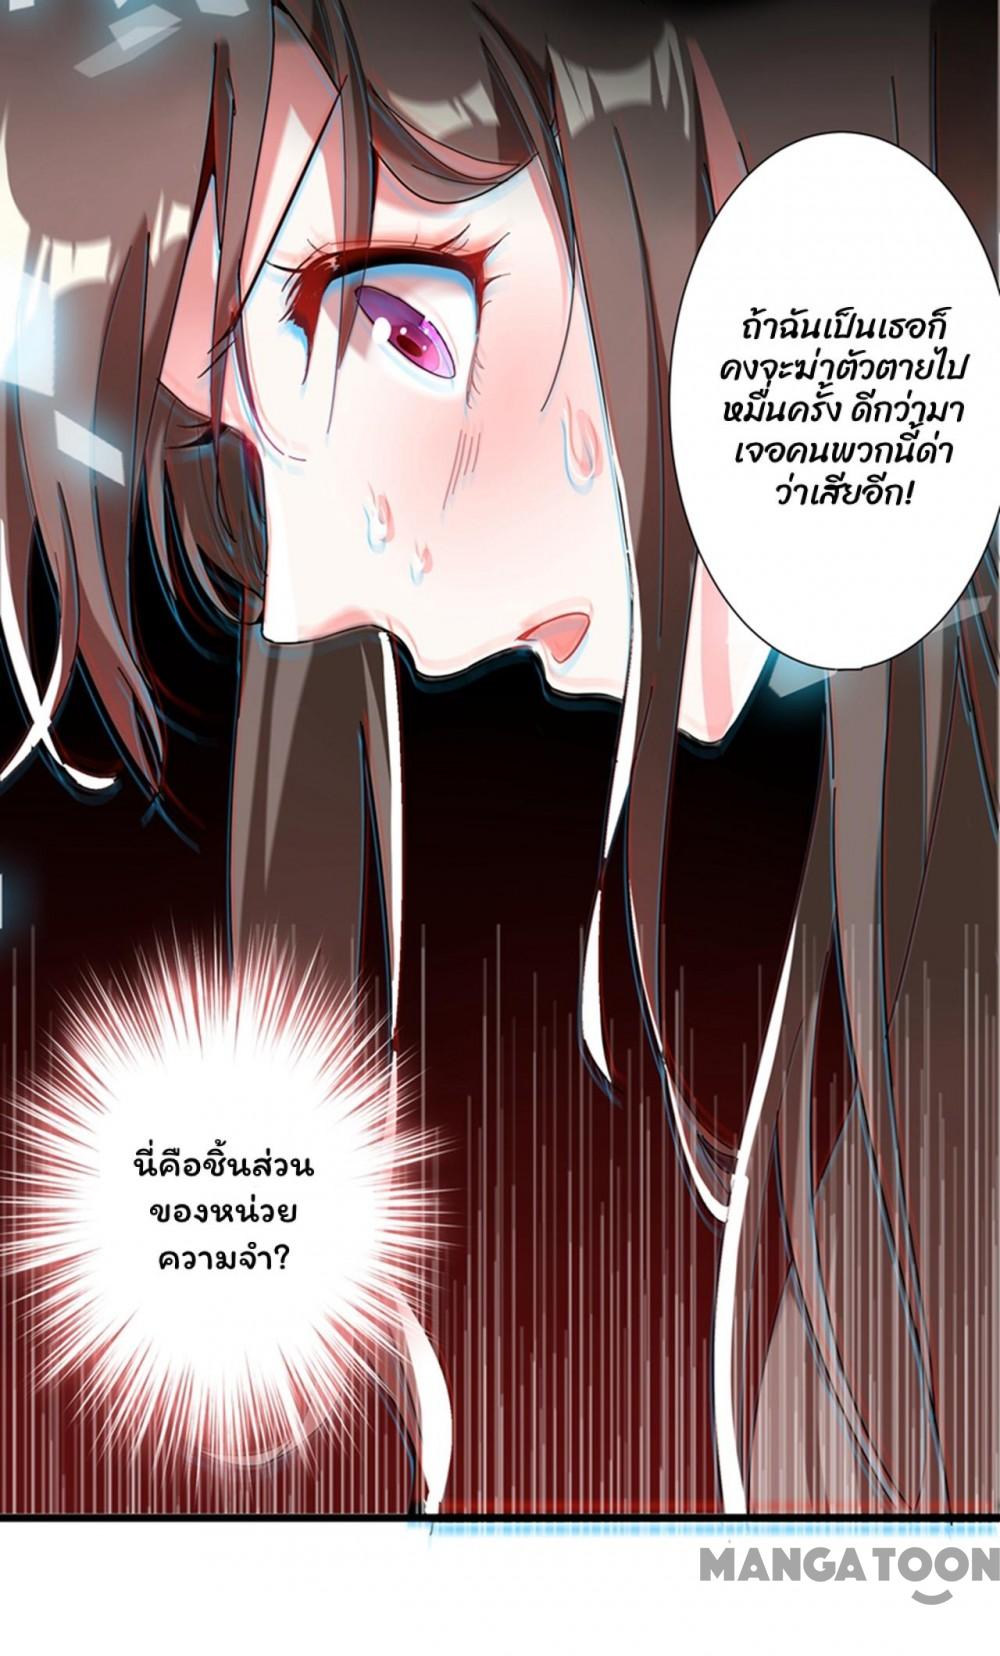 ถ้าฉันเป็นเธอก็
คงจะฆ่าตัวตายไป
หมื่นครั้ง ดีกว่ามา
เจอคนพวกนี้ด่า
ว่าเสียอีก!
นี่คือชิ้นส่วน
ของหน่วย
ความจำ?
MANGATOON